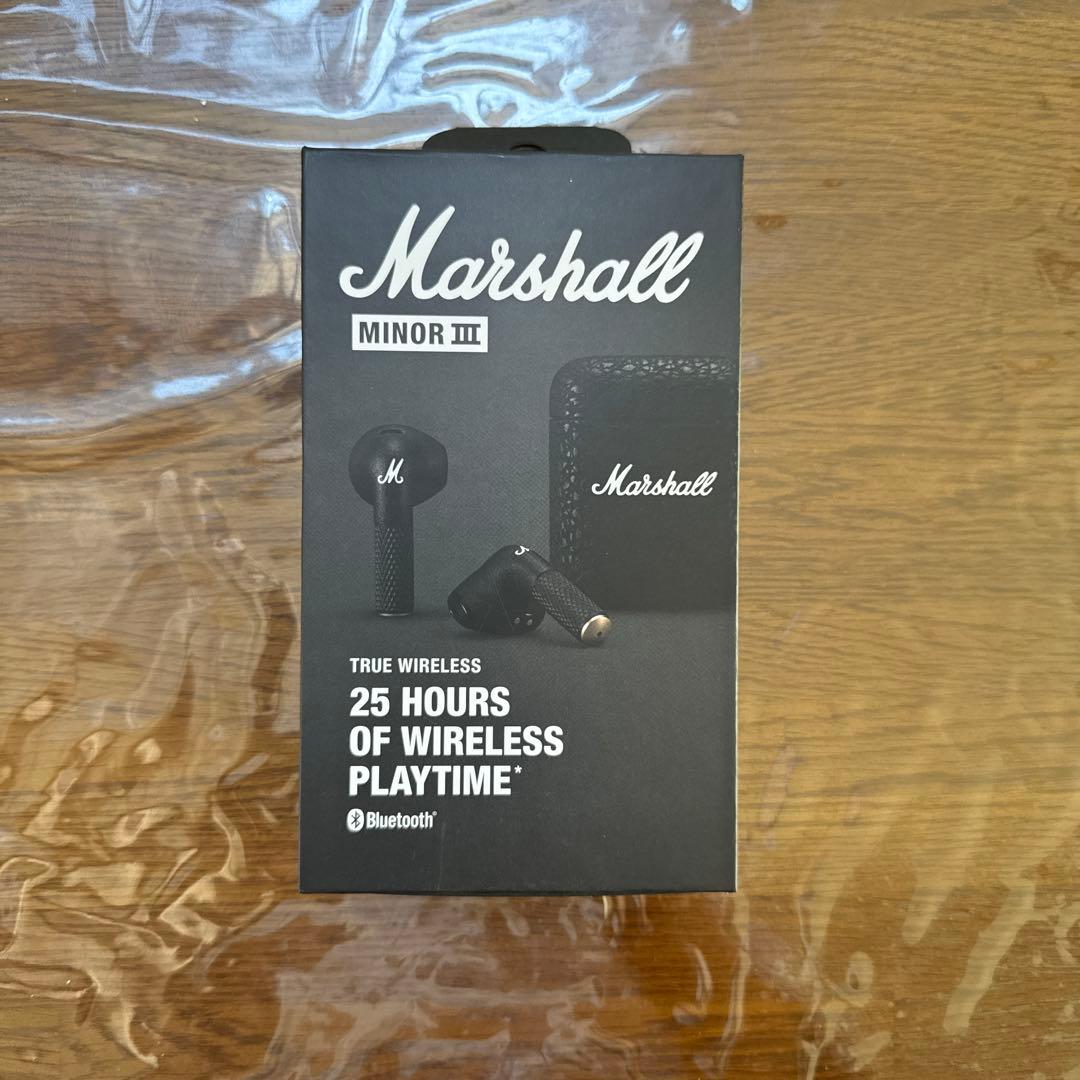 Marshall
MINOR III
M
Marshall
TRUE WIRELESS
25 HOURS
OF WIRELESS
PLAYTIME*
Bluetooth®